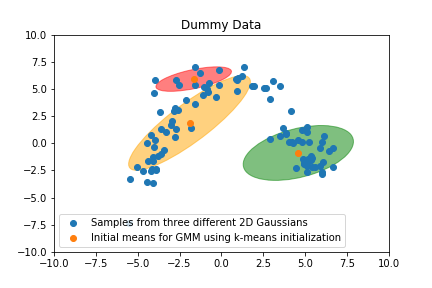 Dummy Data
10.0
7.5
5.0
2.5
0.0
−2.5
−5.0
−7.5
−10.0
Samples from three different 2D Gaussians
Initial means for GMM using k-means initialization
−10.0 −7.5 −5.0 −2.5 0.0 2.5 5.0 7.5 10.0